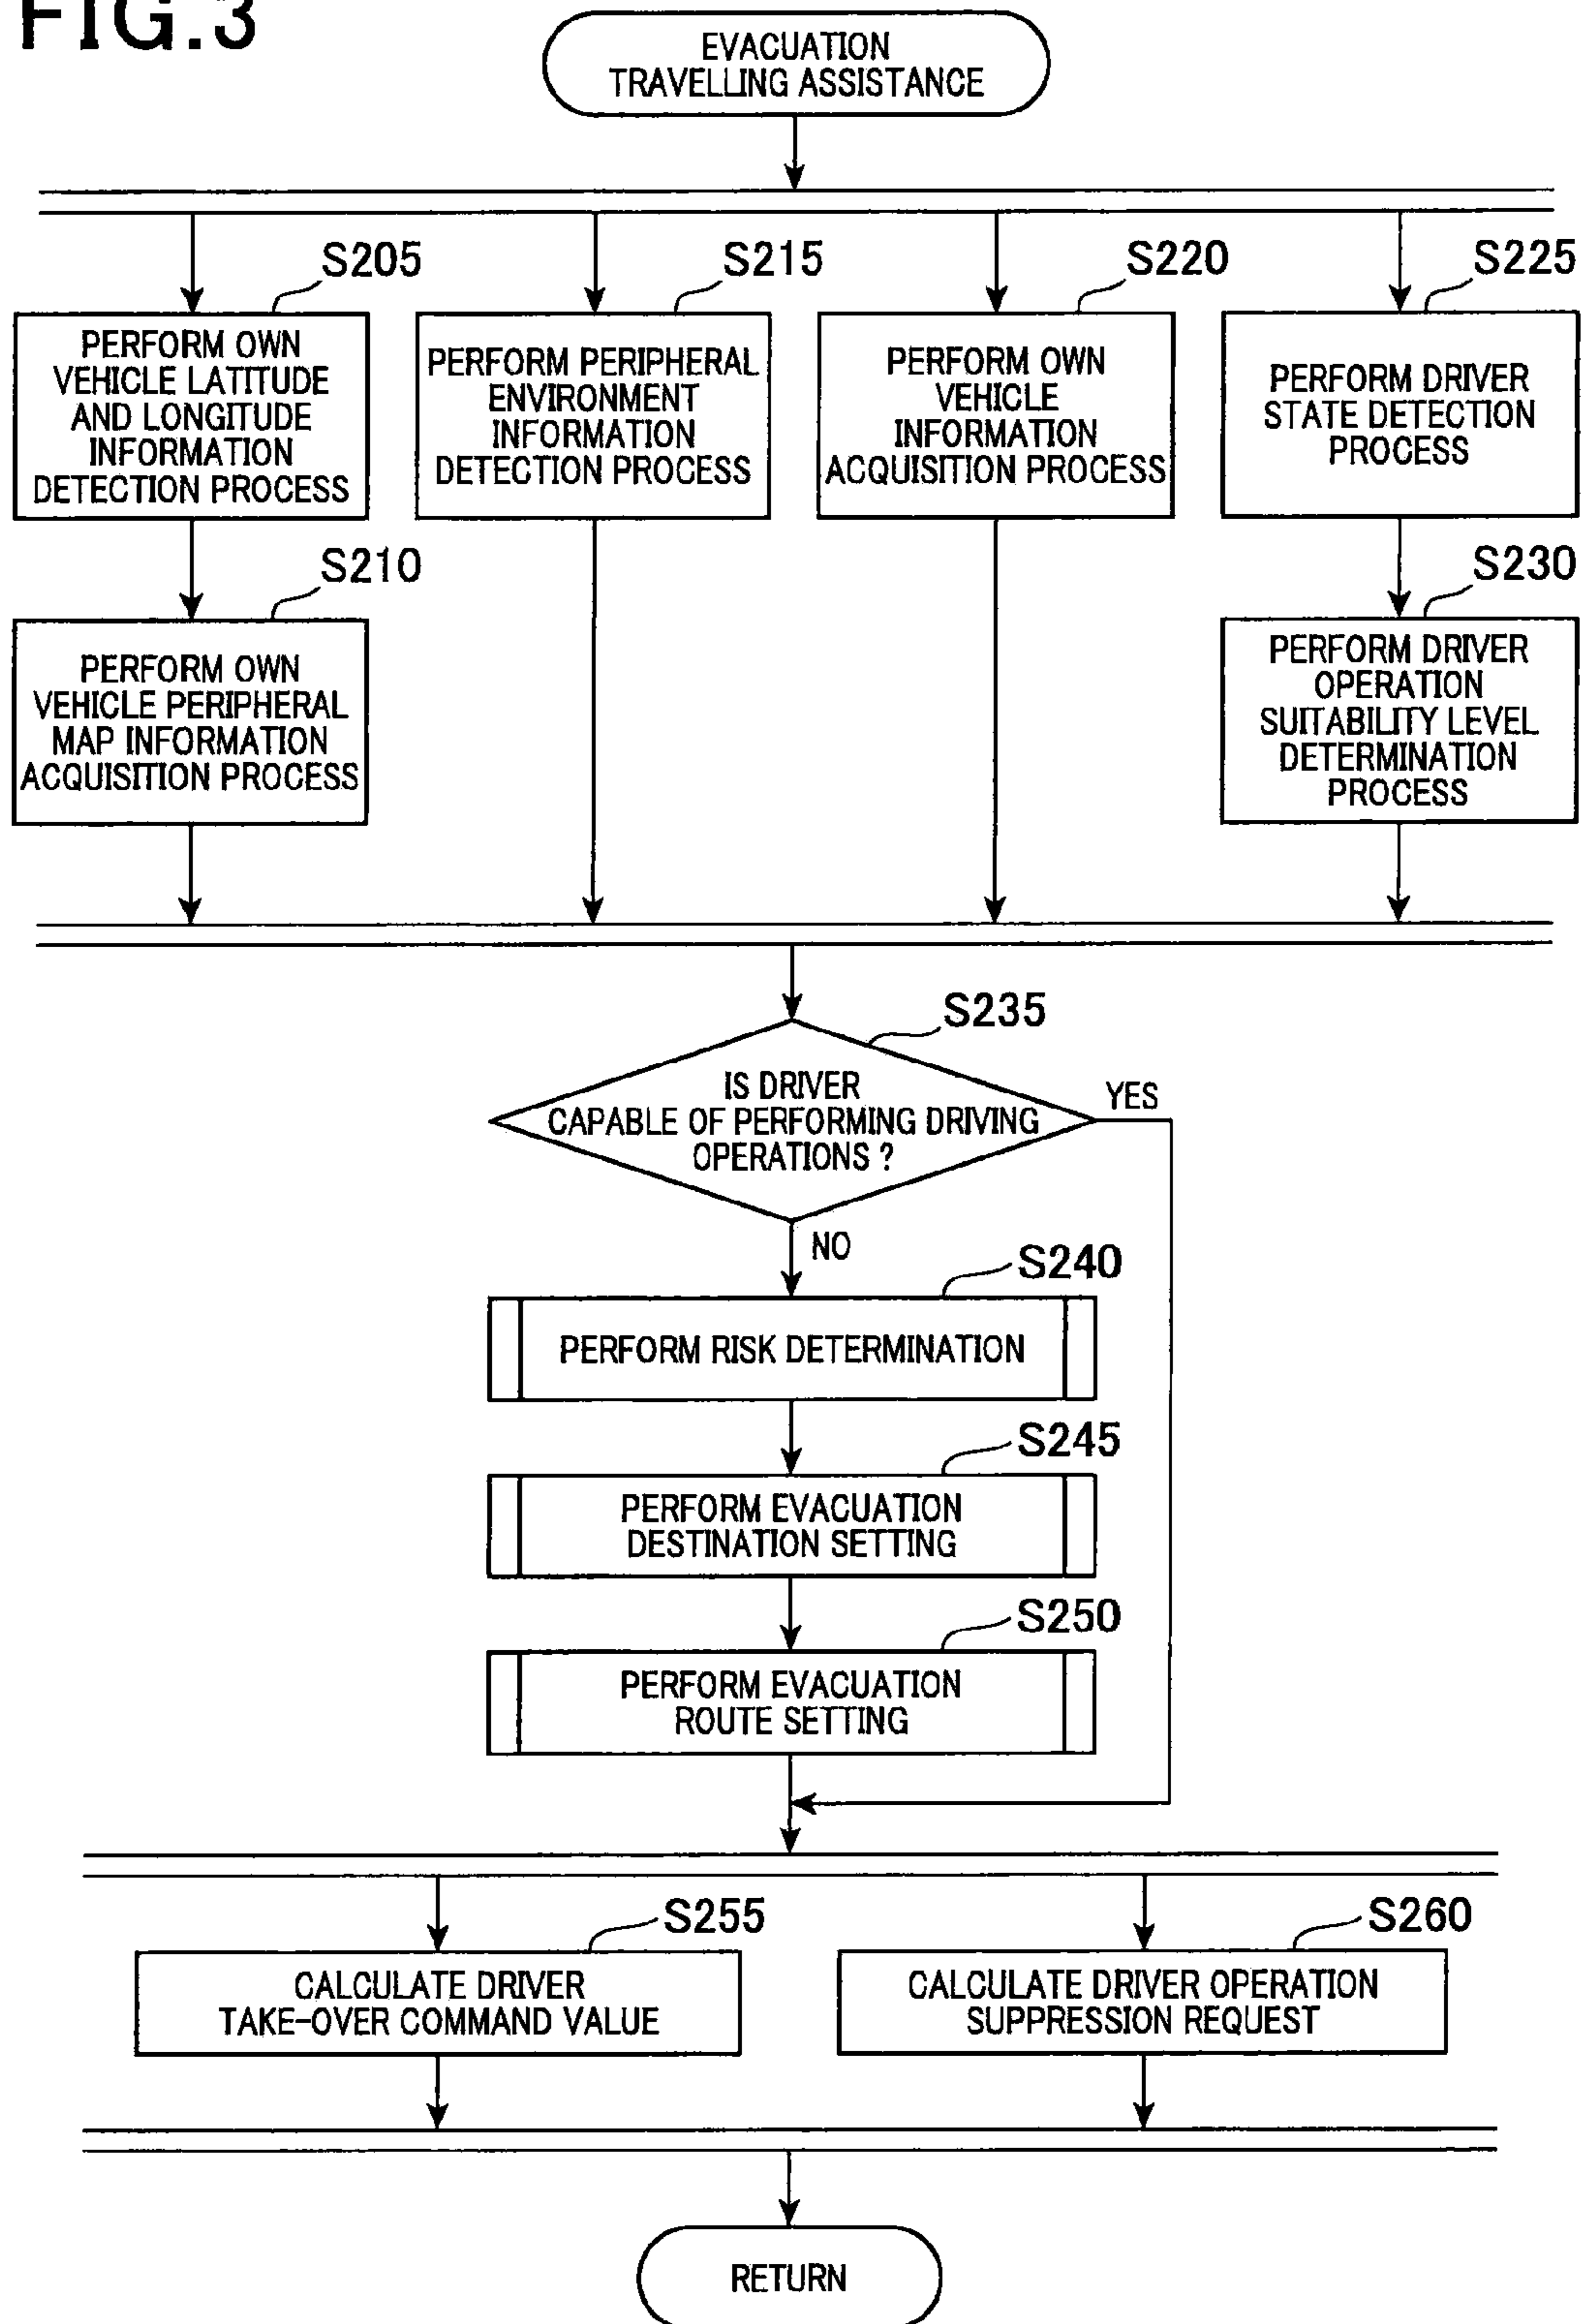 FIG.3
EVACUATION
TRAVELLING ASSISTANCE
S205
PERFORM OWN
VEHICLE LATITUDE
AND LONGITUDE
INFORMATION
DETECTION PROCESS
S215
PERFORM PERIPHERAL
ENVIRONMENT
INFORMATION
DETECTION PROCESS
S220
PERFORM OWN
VEHICLE
INFORMATION
ACQUISITION PROCESS
S225
PERFORM DRIVER
STATE DETECTION
PROCESS
S210
PERFORM OWN
VEHICLE PERIPHERAL
MAP INFORMATION
ACQUISITION PROCESS
S230
PERFORM DRIVER
OPERATION
SUITABILITY LEVEL
DETERMINATION
PROCESS
S235
IS DRIVER
CAPABLE OF PERFORMING DRIVING
OPERATIONS ?
YES
NO
S240
PERFORM RISK DETERMINATION
S245
PERFORM EVACUATION
DESTINATION SETTING
S250
PERFORM EVACUATION
ROUTE SETTING
S255
CALCULATE DRIVER
TAKE-OVER COMMAND VALUE
S260
CALCULATE DRIVER OPERATION
SUPPRESSION REQUEST
RETURN